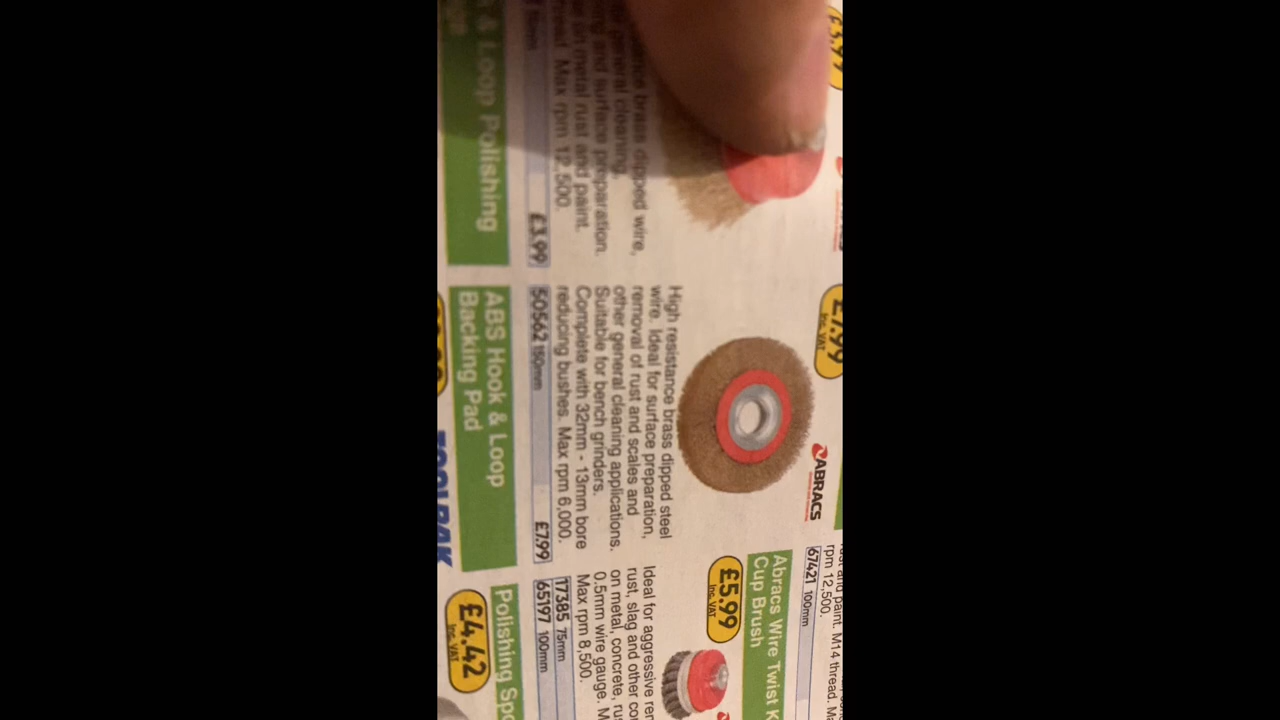 £3.99
dipped wire,
general cleaning,
and surface preparation.
metal rust and paint.
Max rpm 12,500.
£3.99
& Loop Polishing
£7.99
Inc. VAT
ABRACS
High resistance brass dipped steel
wire. Ideal for surface preparation,
removal of rust and scales and
other general cleaning applications.
Suitable for bench grinders.
Complete with 32mm - 13mm bore
reducing bushes. Max rpm 6,000.
50562 150mm £7.99
ABS Hook & Loop
Backing Pad
and paint. M14 thread.
rpm 12,500.
67421 100mm
Abracs Wire Twist
Cup Brush
£5.99
Inc. VAT
Ideal for aggressive
rust, slag and other
on metal, concrete,
0.5mm wire gauge.
Max rpm 8,500.
17385 75mm
65197 100mm
Polishing
£4.42
Inc. VAT